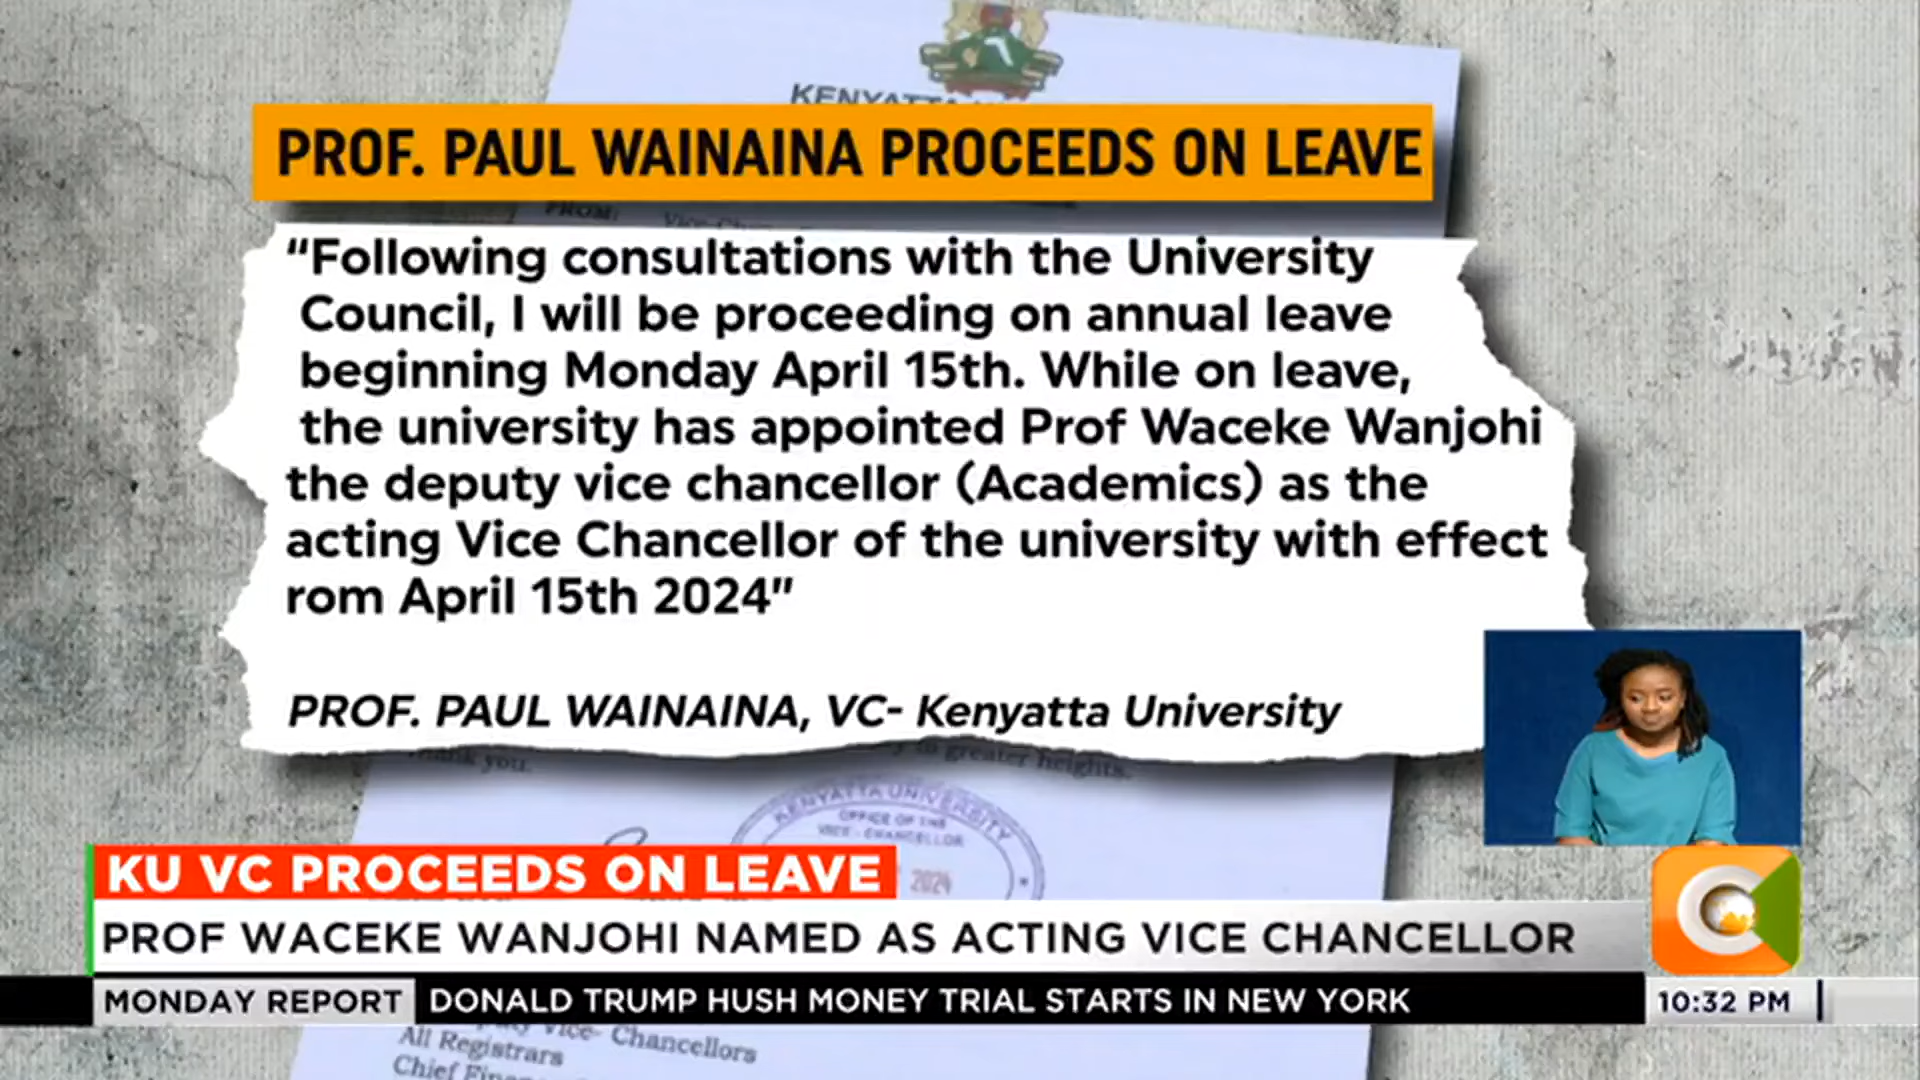 PROF. PAUL WAINAINA PROCEEDS ON LEAVE
“Following consultations with the University
Council, I will be proceeding on annual leave
beginning Monday April 15th. While on leave,
the university has appointed Prof Waceke Wanjohi
the deputy vice chancellor (Academics) as the
acting Vice Chancellor of the university with effect
rom April 15th 2024”
PROF. PAUL WAINAINA, VC- Kenyatta University
to greater heights.
you.
KENYATTA UNIVERSITY
OFFICE OF THE
VICE - CHANCELLOR
2024
KU VC PROCEEDS ON LEAVE
PROF WACEKE WANJOHI NAMED AS ACTING VICE CHANCELLOR
MONDAY REPORT DONALD TRUMP HUSH MONEY TRIAL STARTS IN NEW YORK 10:32 PM
Vice- Chancellors
All Registrars
Chief